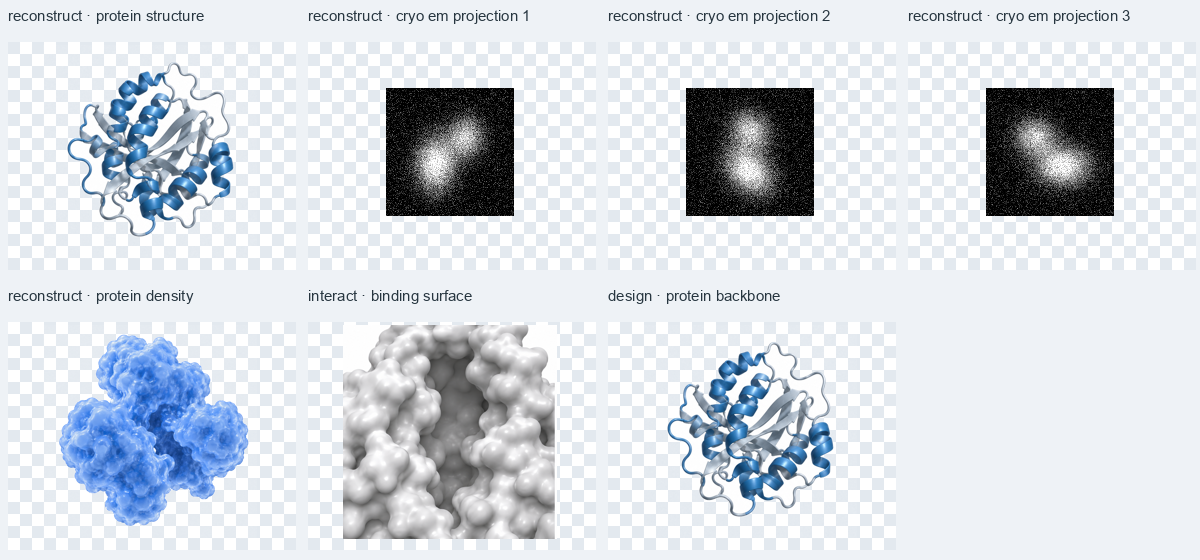 reconstruct · protein structure
reconstruct · cryo em projection 1
reconstruct · cryo em projection 2
reconstruct · cryo em projection 3
reconstruct · protein density
interact · binding surface
design · protein backbone